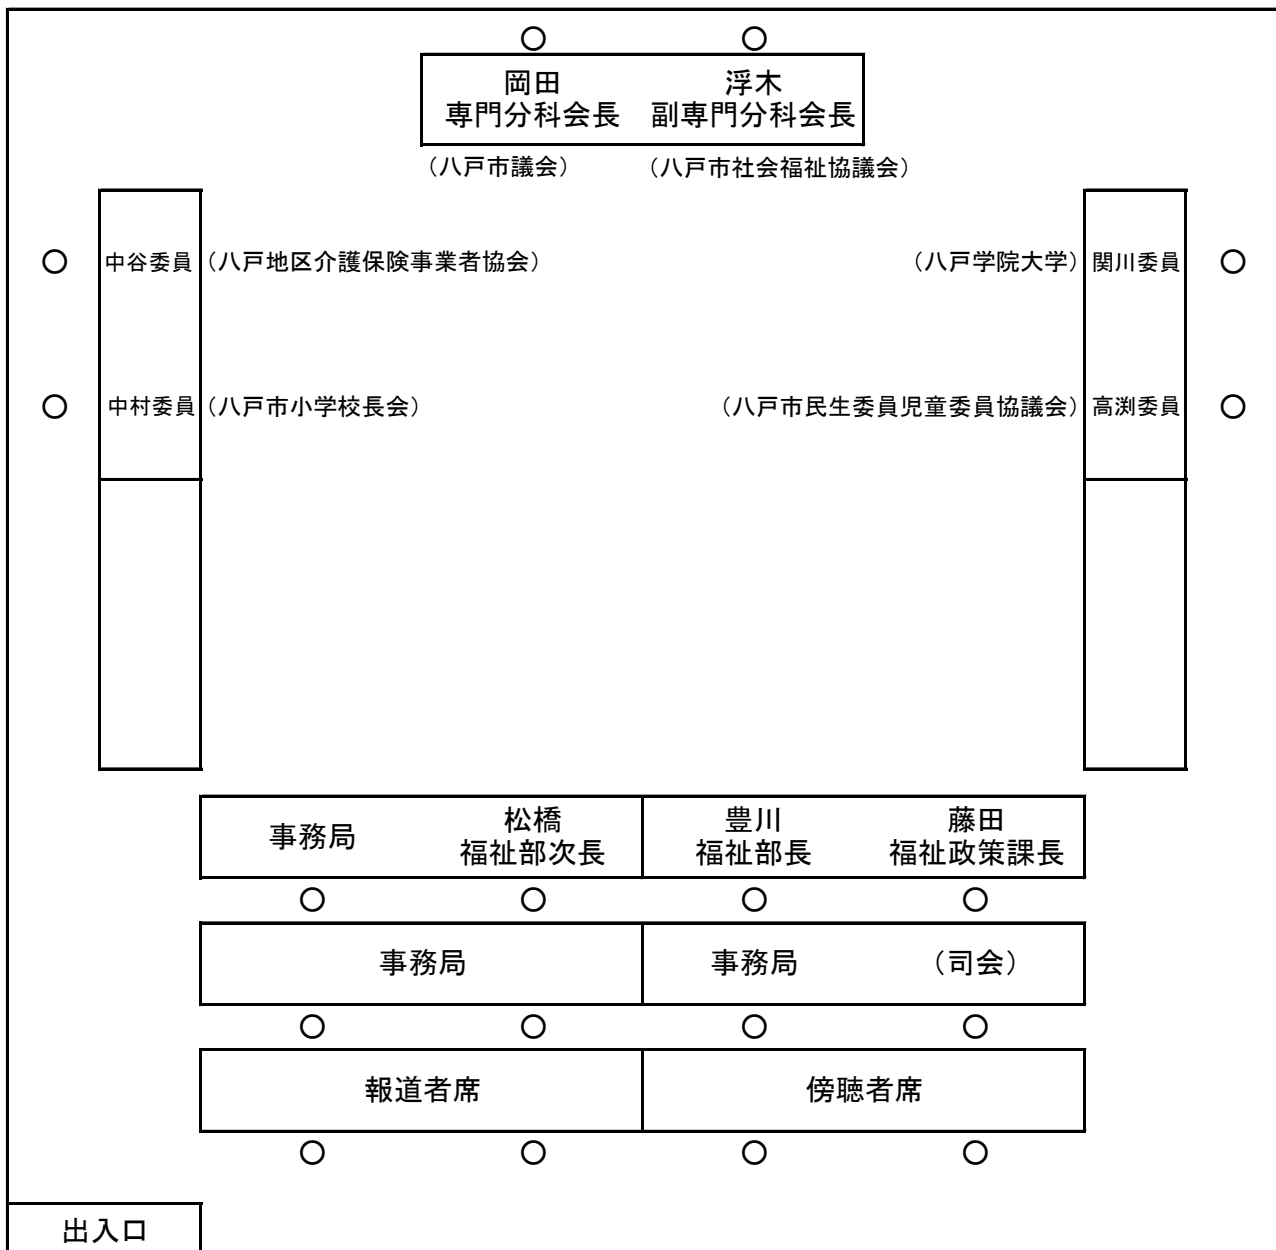 岡田 浮木
専門分科会長 副専門分科会長
（八戸市議会） （八戸市社会福祉協議会）
中谷委員 （八戸地区介護保険事業者協会） （八戸学院大学） 関川委員
中村委員 （八戸市小学校長会） （八戸市民生委員児童委員協議会） 高渕委員
事務局 松橋 福祉部次長 豊川 福祉部長 藤田 福祉政策課長
事務局 事務局 （司会）
報道者席 傍聴者席
出入口